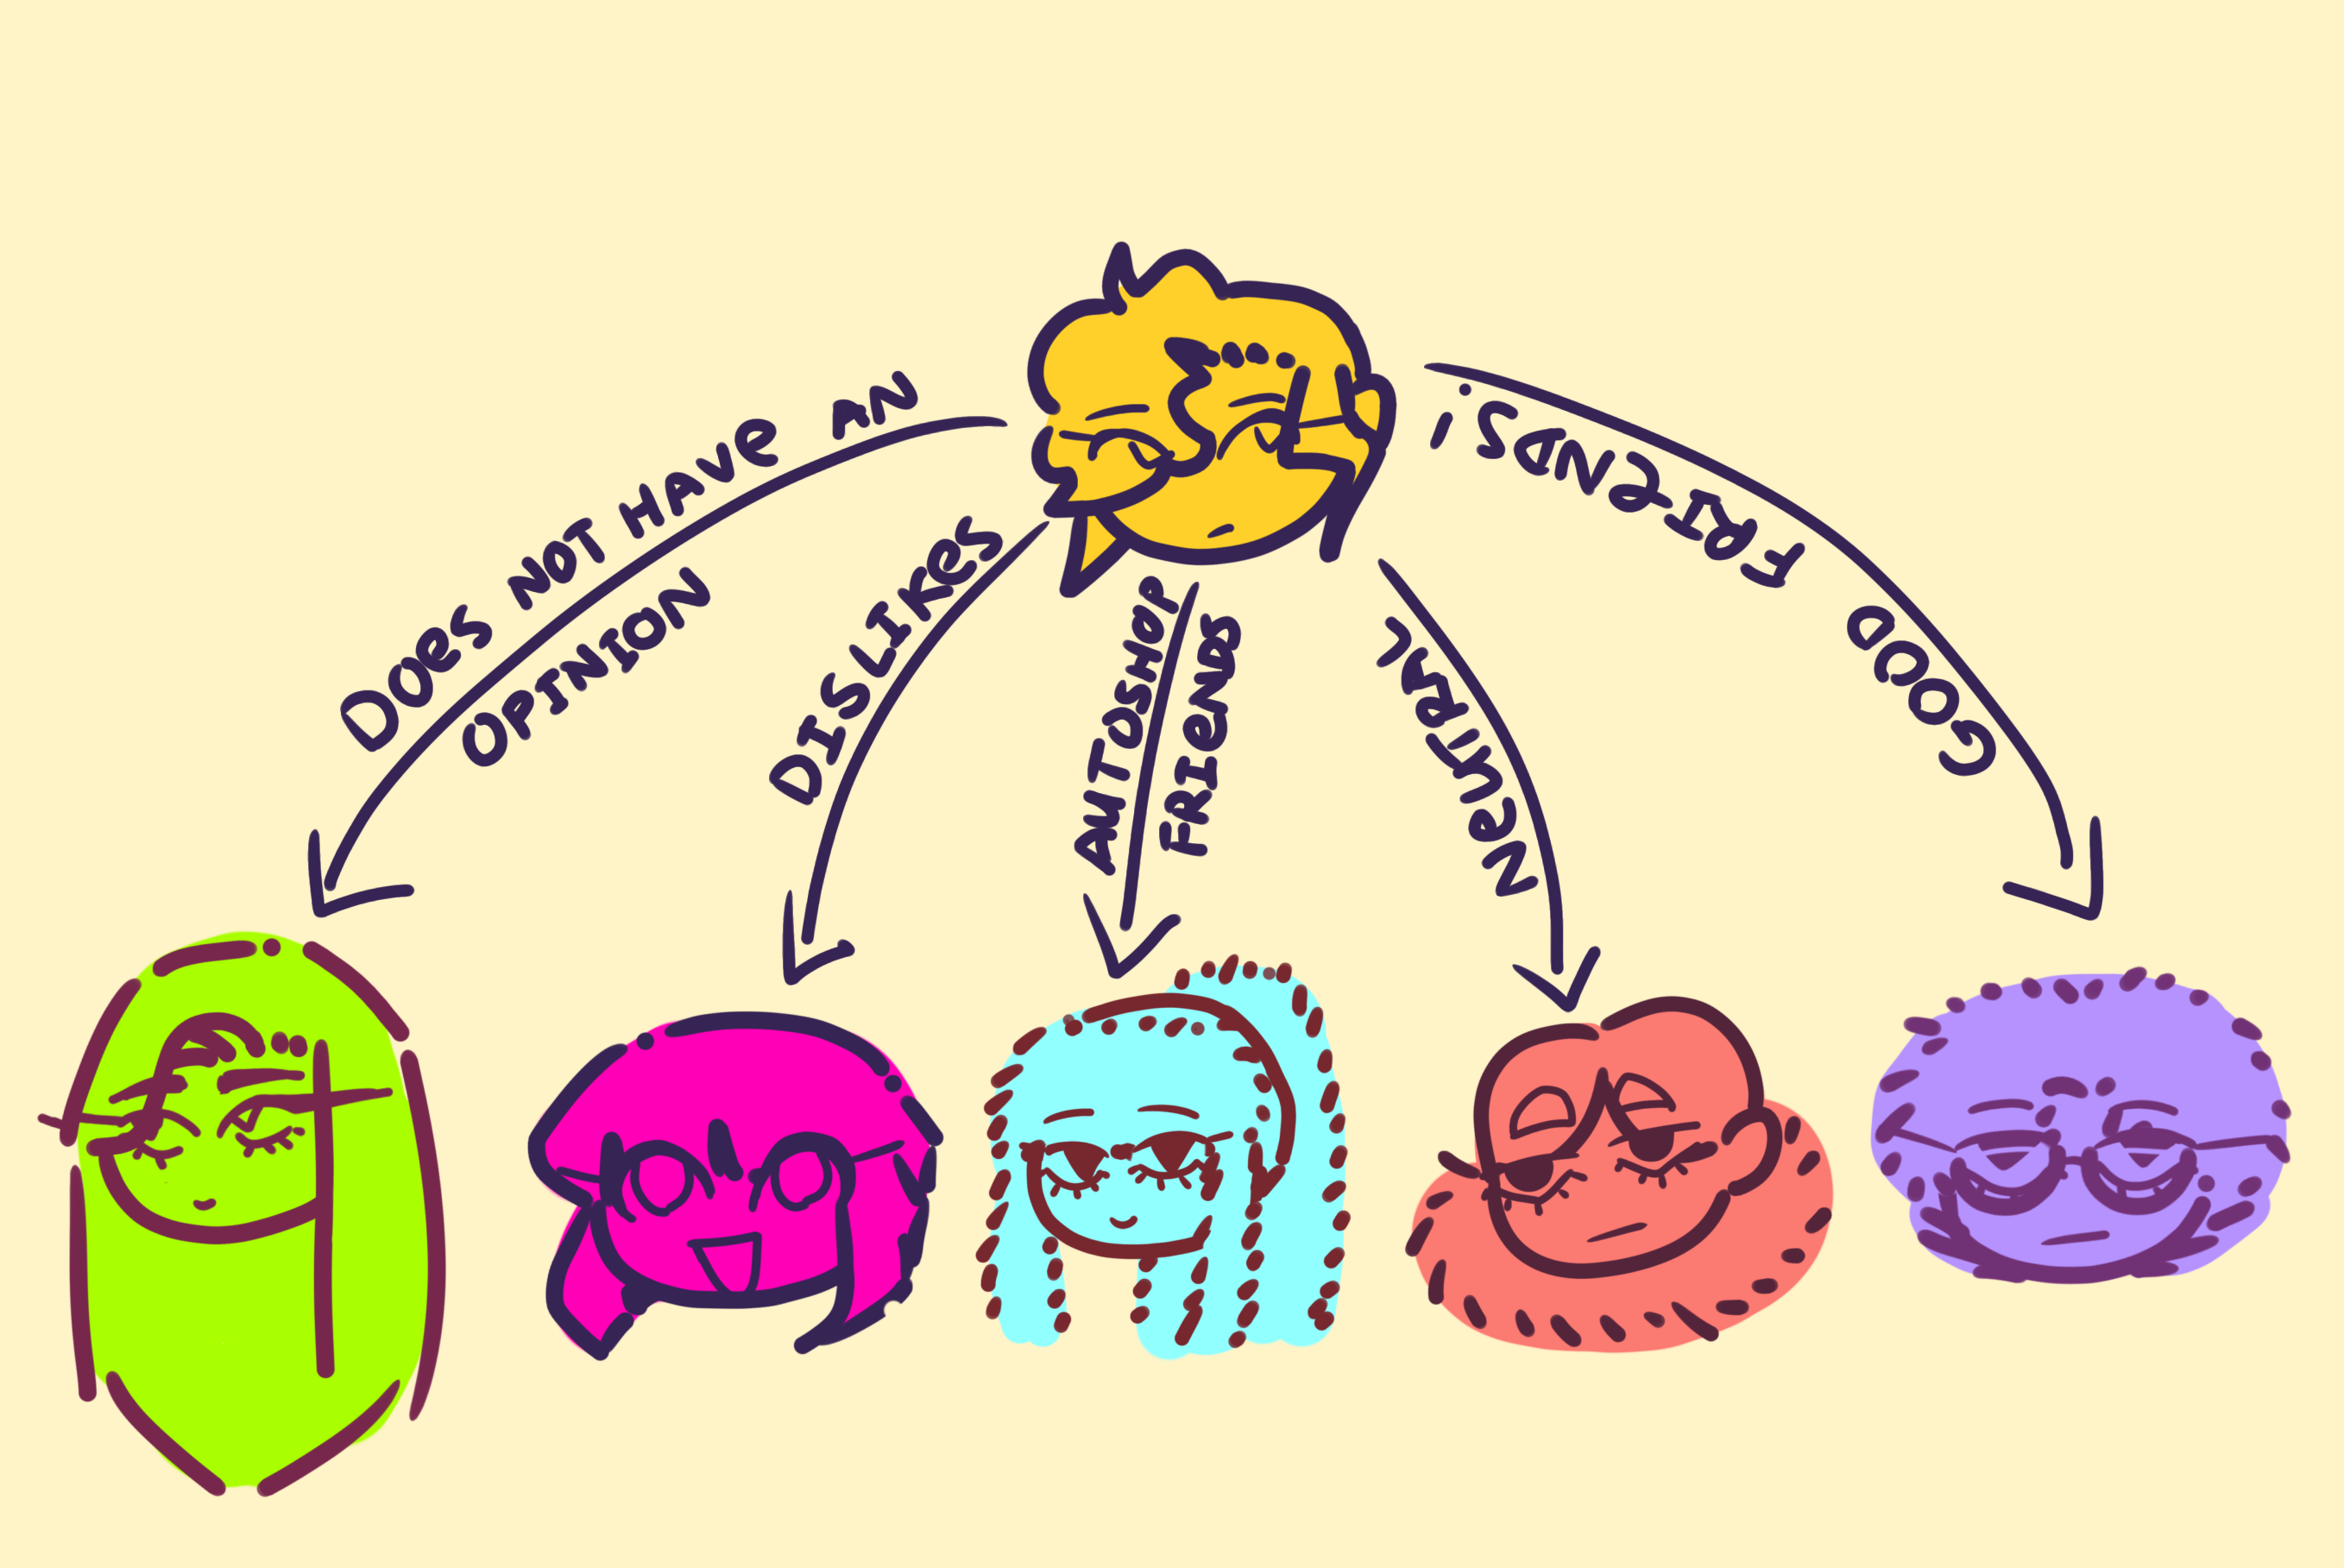 DOeS NOT HAVe AN
OPINION
DISLIKeS
AUTOSHOP
FRIeNDS
NeUTRAL
GOOD FRIeNDS!